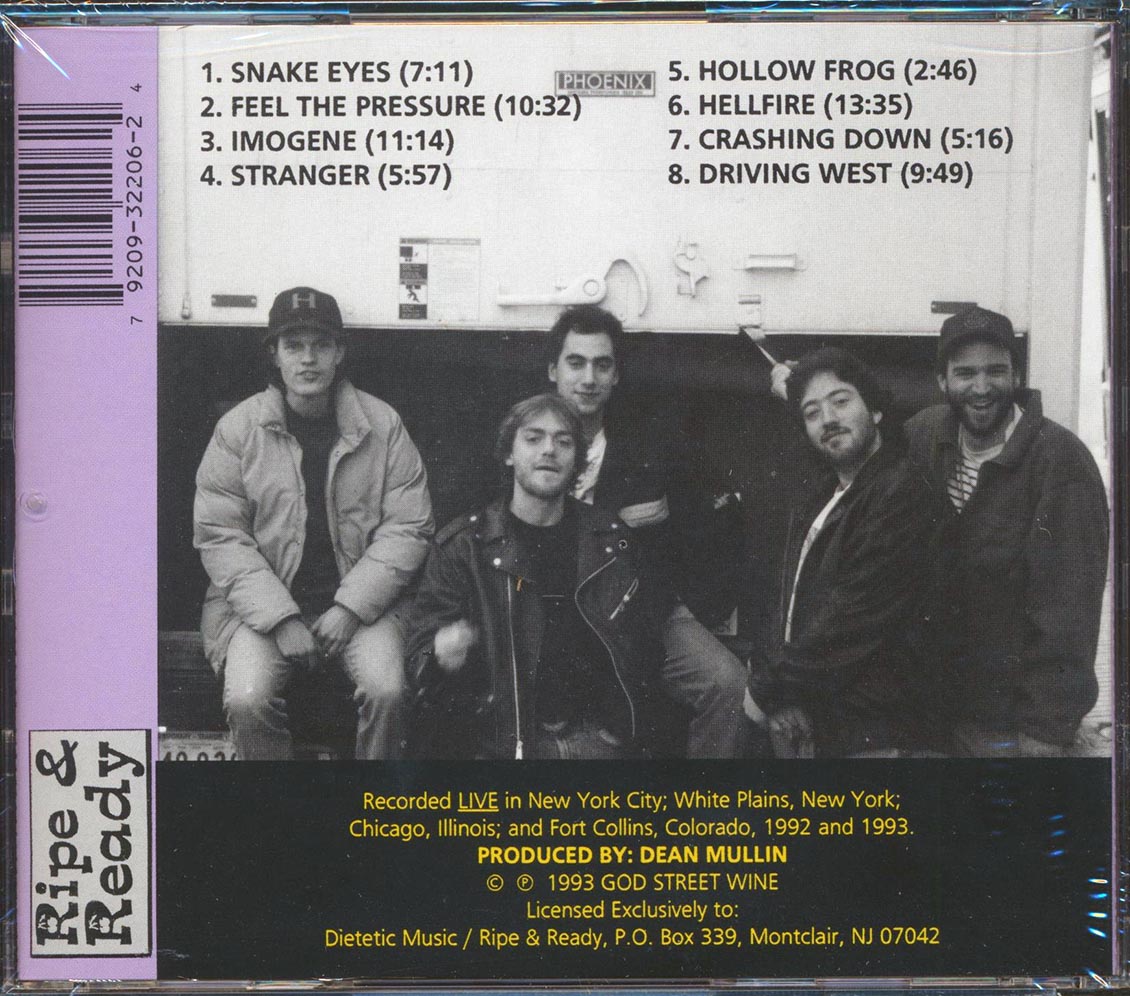 1. SNAKE EYES (7:11)
2. FEEL THE PRESSURE (10:32)
3. IMOGENE (11:14)
4. STRANGER (5:57)
PHOENIX
5. HOLLOW FROG (2:46)
6. HELLFIRE (13:35)
7. CRASHING DOWN (5:16)
8. DRIVING WEST (9:49)
7 9209-32206-2 4
H
Ripe &
Ready
Recorded LIVE in New York City; White Plains, New York;
Chicago, Illinois; and Fort Collins, Colorado, 1992 and 1993.
PRODUCED BY: DEAN MULLIN
© ℗ 1993 GOD STREET WINE
Licensed Exclusively to:
Dietetic Music / Ripe & Ready, P.O. Box 339, Montclair, NJ 07042